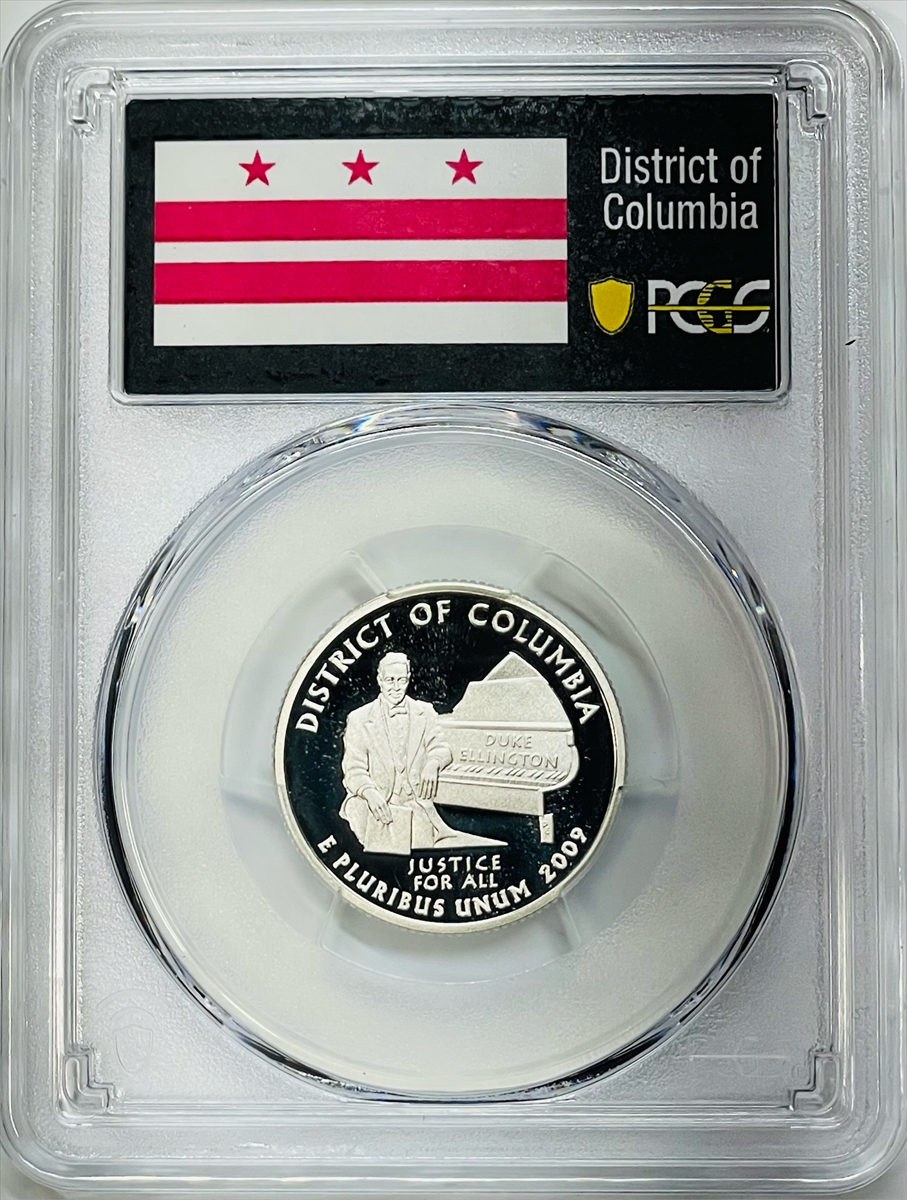 District of
Columbia
PCGS
DISTRICT OF COLUMBIA
DUKE
ELLINGTON
JUSTICE
FOR ALL
E PLURIBUS UNUM 2009